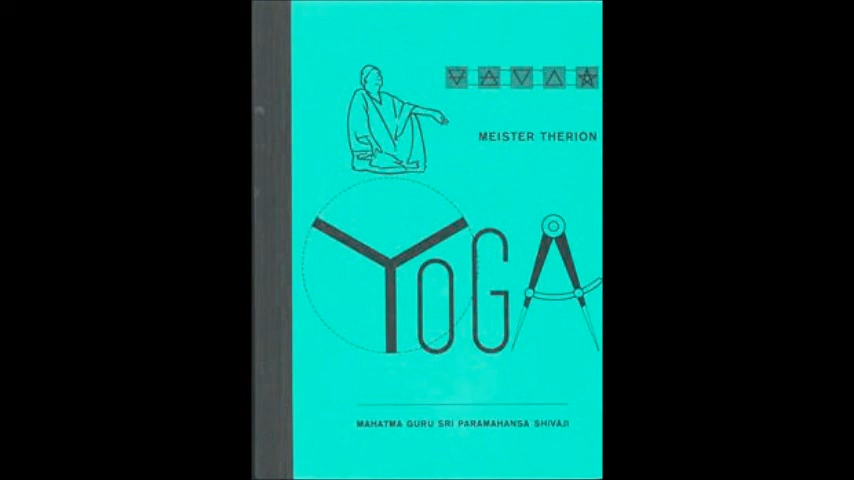 MEISTER THERION
YOGA
MAHATMA GURU SRI PARAMAHANSA SHIVAJI